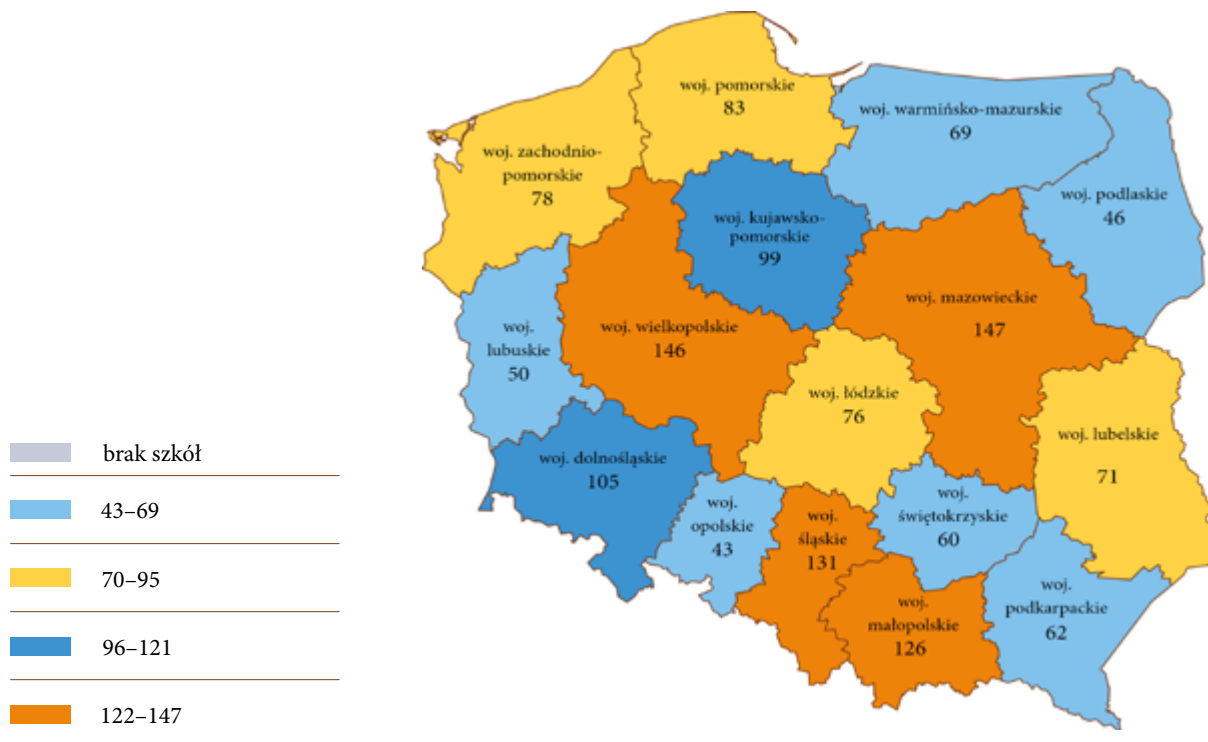 woj. pomorskie
83
woj. warmińsko-mazurskie
69
woj. zachodnio-
pomorskie
78
woj. podlaskie
46
woj. kujawsko-
pomorskie
99
woj. mazowieckie
147
woj. wielkopolskie
146
woj.
lubuskie
50
woj. łódzkie
76
woj. lubelskie
71
woj. dolnośląskie
105
woj.
opolskie
43
woj.
śląskie
131
woj.
świętokrzyskie
60
woj.
małopolskie
126
woj.
podkarpackie
62
brak szkół
43–69
70–95
96–121
122–147